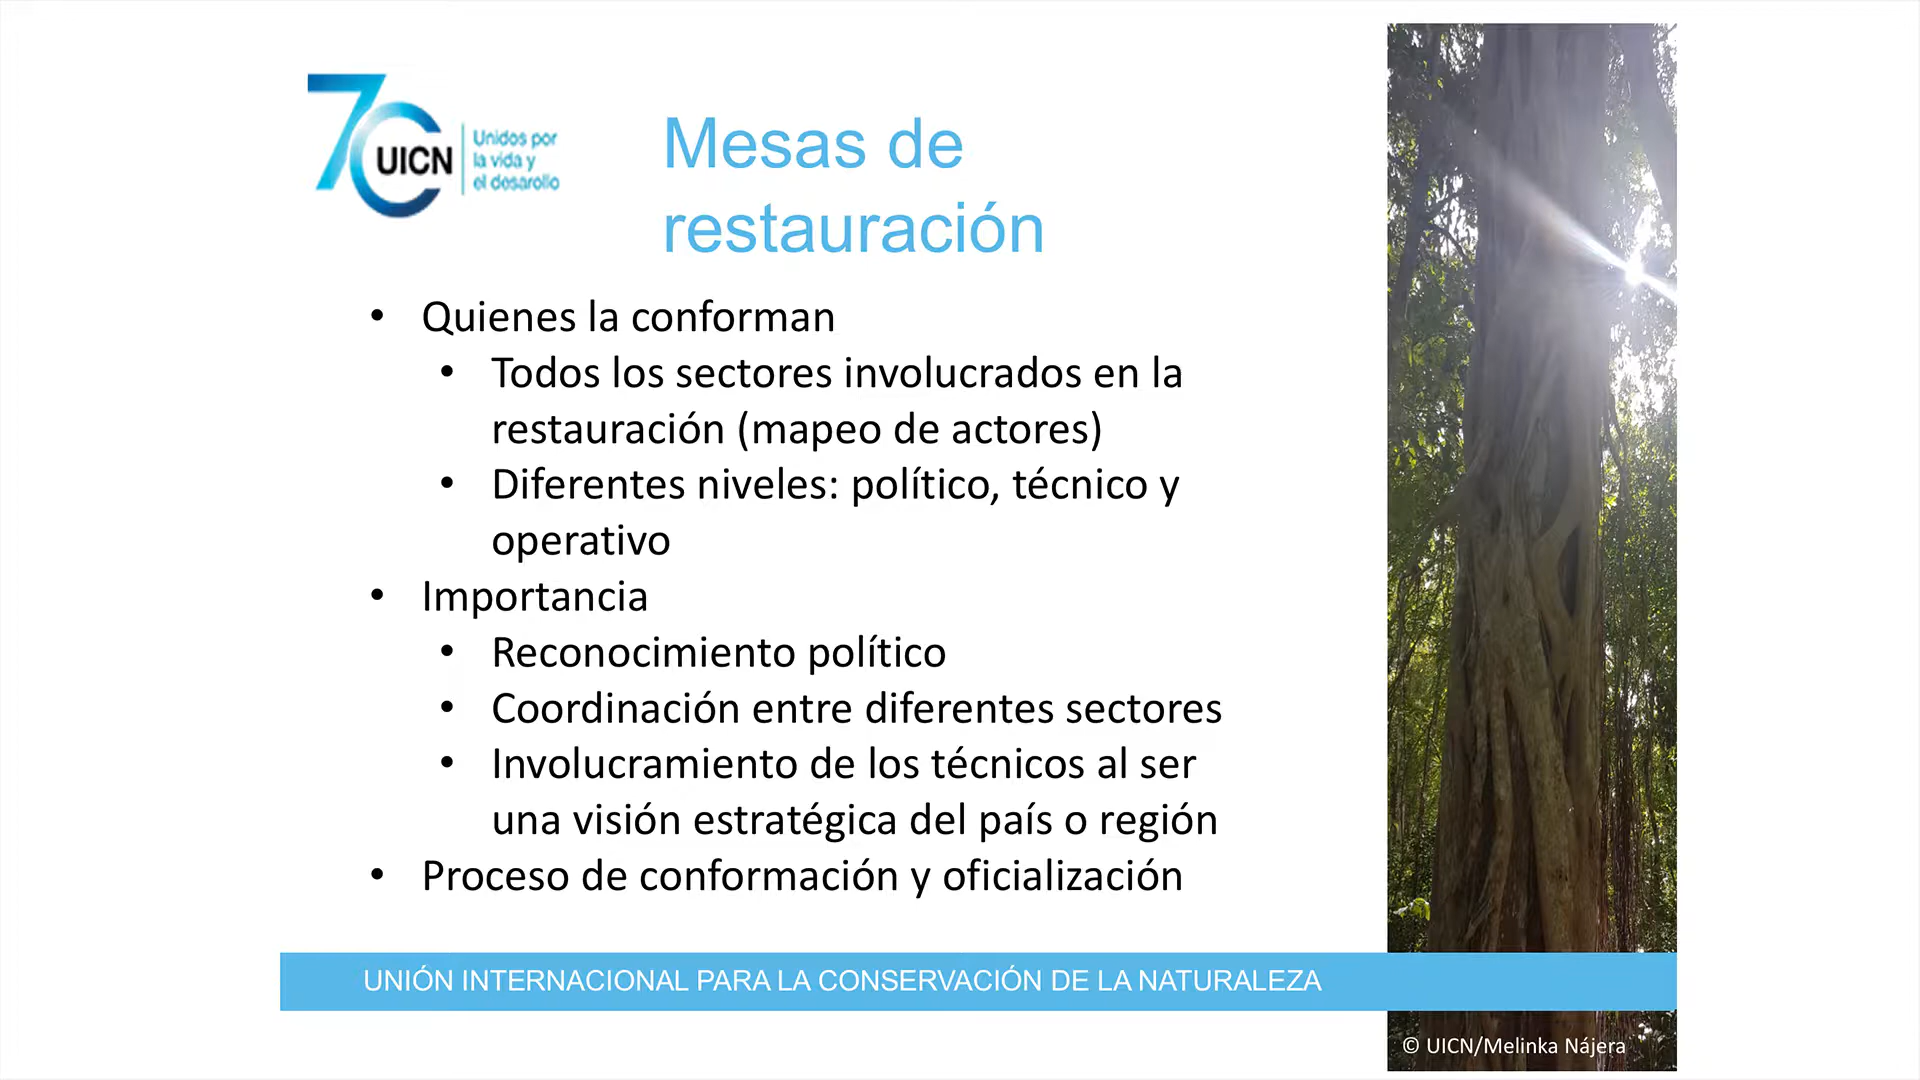 70
UICN
Unidos por
la vida y
el desarollo
Mesas de
restauración
• Quienes la conforman
• Todos los sectores involucrados en la
restauración (mapeo de actores)
• Diferentes niveles: político, técnico y
operativo
• Importancia
• Reconocimiento político
• Coordinación entre diferentes sectores
• Involucramiento de los técnicos al ser
una visión estratégica del país o región
• Proceso de conformación y oficialización
UNIÓN INTERNACIONAL PARA LA CONSERVACIÓN DE LA NATURALEZA
© UICN/Melinka Nájera